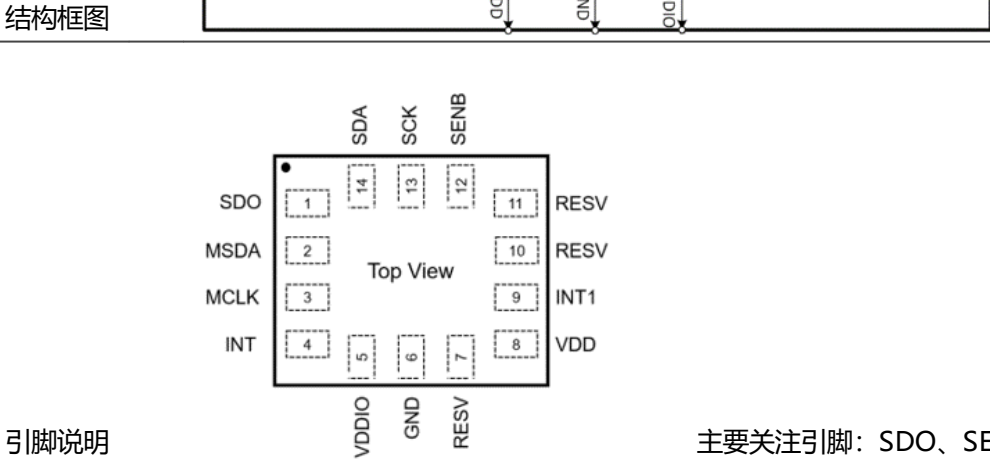 结构框图
SDA SCK SENB
14 13 12
SDO 1 11 RESV
MSDA 2 10 RESV
Top View
MCLK 3 9 INT1
INT 4 8 VDD
5 6 7
VDDIO GND RESV
引脚说明 主要关注引脚：SDO、SE